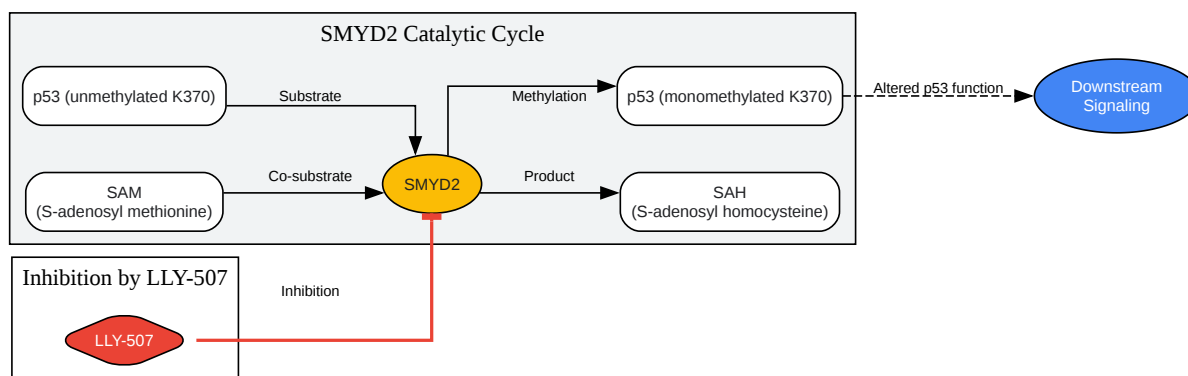 SMYD2 Catalytic Cycle
p53 (unmethylated K370)
Substrate
Methylation
p53 (monomethylated K370)
Altered p53 function
Downstream
Signaling
SAM
(S-adenosyl methionine)
Co-substrate
SMYD2
Product
SAH
(S-adenosyl homocysteine)
Inhibition by LLY-507
Inhibition
LLY-507